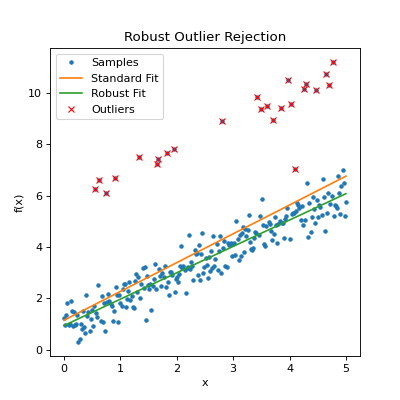 Robust Outlier Rejection
Samples
Standard Fit
Robust Fit
Outliers
f(x)
10
8
6
4
2
0
0
1
2
3
4
5
x